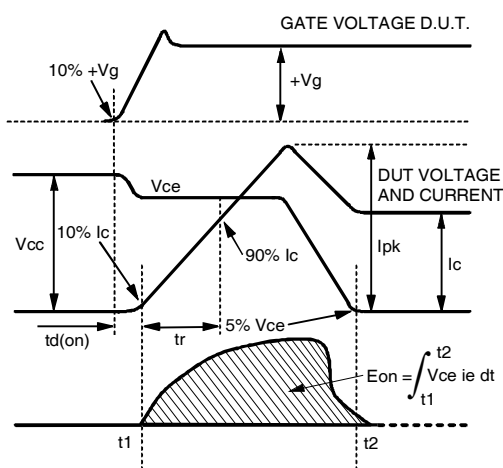 GATE VOLTAGE D.U.T.
10% +Vg
+Vg
DUT VOLTAGE
AND CURRENT
Vce
10% Ic
Vcc
90% Ic
Ipk
Ic
td(on)
tr
5% Vce
Eon = ∫ Vce ie dt
t2
t1
t1
t2